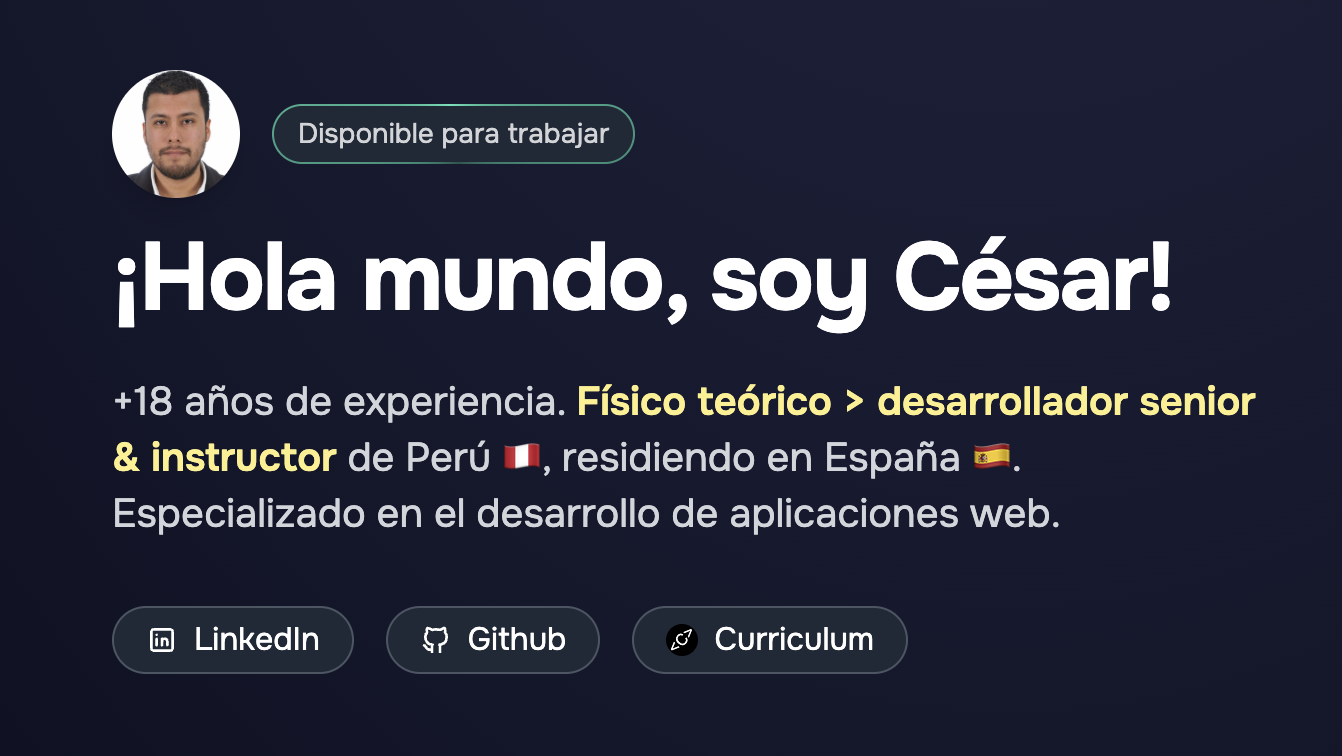 Disponible para trabajar
¡Hola mundo, soy César!
+18 años de experiencia. Físico teórico > desarrollador senior
& instructor de Perú 🇵🇪, residiendo en España 🇪🇸.
Especializado en el desarrollo de aplicaciones web.
LinkedIn
Github
Curriculum